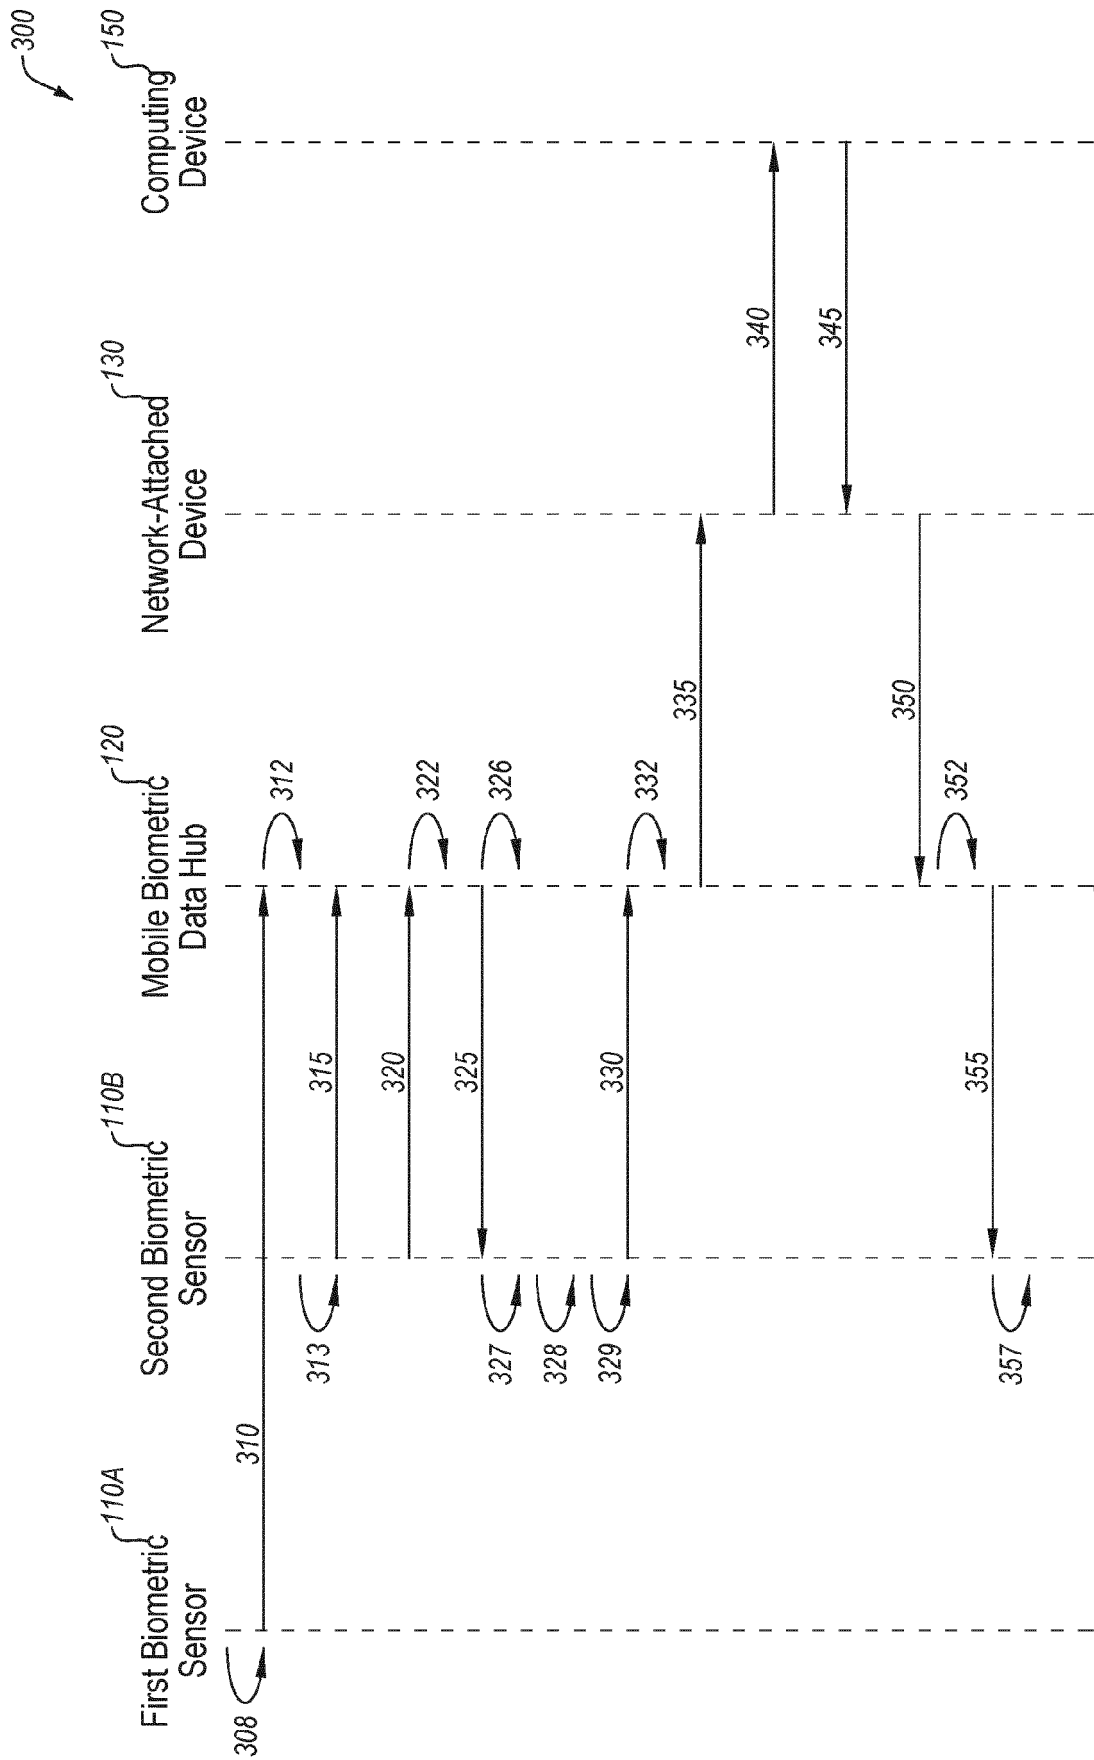 300
First Biometric
Sensor
110A
Second Biometric
Sensor
110B
Mobile Biometric
Data Hub
120
Network-Attached
Device
130
Computing
Device
150
308
310
312
313
315
320
322
325
326
327
328
329
330
332
335
340
345
350
352
355
357